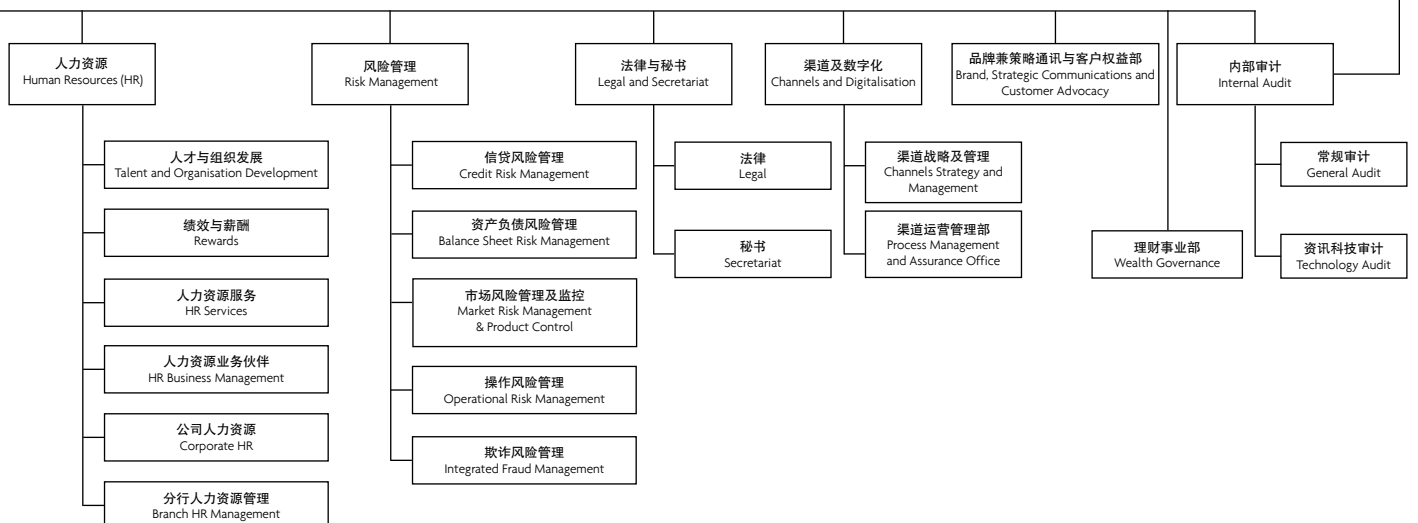 人力资源
Human Resources (HR)
人才与组织发展
Talent and Organisation Development
绩效与薪酬
Rewards
人力资源服务
HR Services
人力资源业务伙伴
HR Business Management
公司人力资源
Corporate HR
分行人力资源管理
Branch HR Management
风险管理
Risk Management
信贷风险管理
Credit Risk Management
资产负债风险管理
Balance Sheet Risk Management
市场风险管理及监控
Market Risk Management
& Product Control
操作风险管理
Operational Risk Management
欺诈风险管理
Integrated Fraud Management
法律与秘书
Legal and Secretariat
法律
Legal
秘书
Secretariat
渠道及数字化
Channels and Digitalisation
渠道战略及管理
Channels Strategy and
Management
渠道运营管理部
Process Management
and Assurance Office
品牌兼策略通讯与客户权益部
Brand, Strategic Communications and
Customer Advocacy
理财事业部
Wealth Governance
内部审计
Internal Audit
常规审计
General Audit
资讯科技审计
Technology Audit